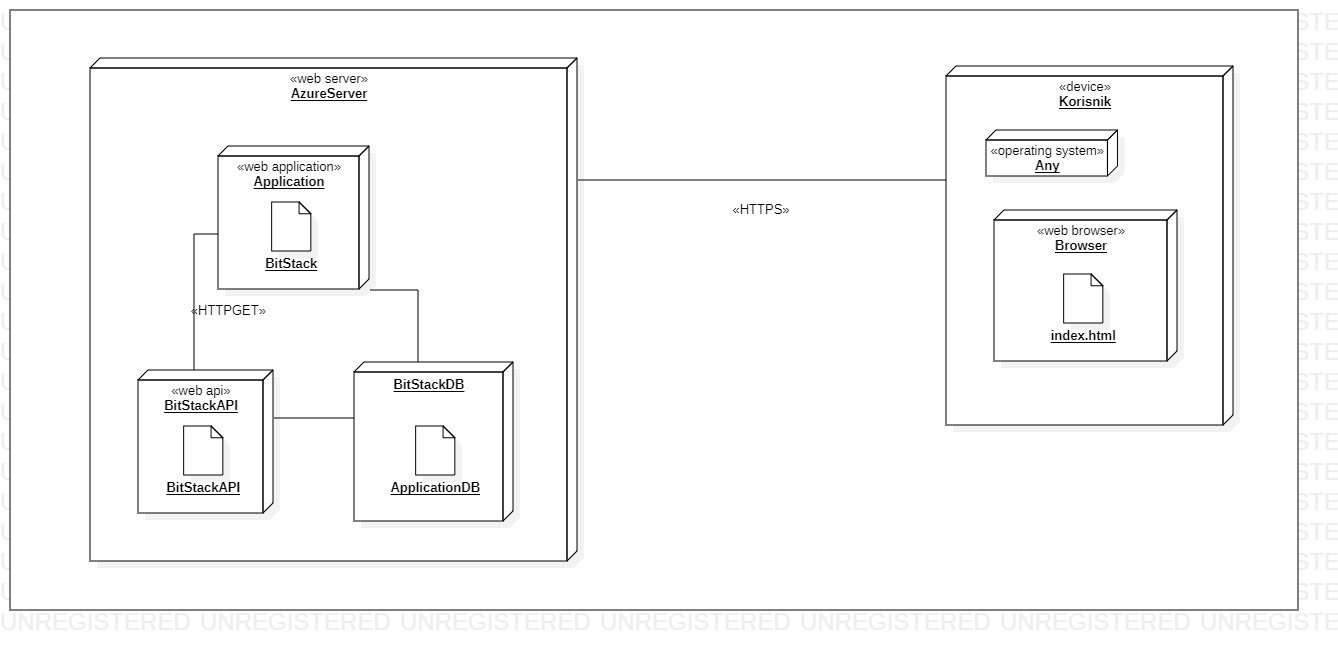 «web server»
AzureServer
«web application»
Application
BitStack
«HTTPGET»
«web api»
BitStackAPI
BitStackAPI
BitStackDB
ApplicationDB
«HTTPS»
«device»
Korisnik
«operating system»
Any
«web browser»
Browser
index.html
UNREGISTERED UNREGISTERED UNREGISTERED UNREGISTERED UNREGISTERED UNREGISTERED UNREGISTE